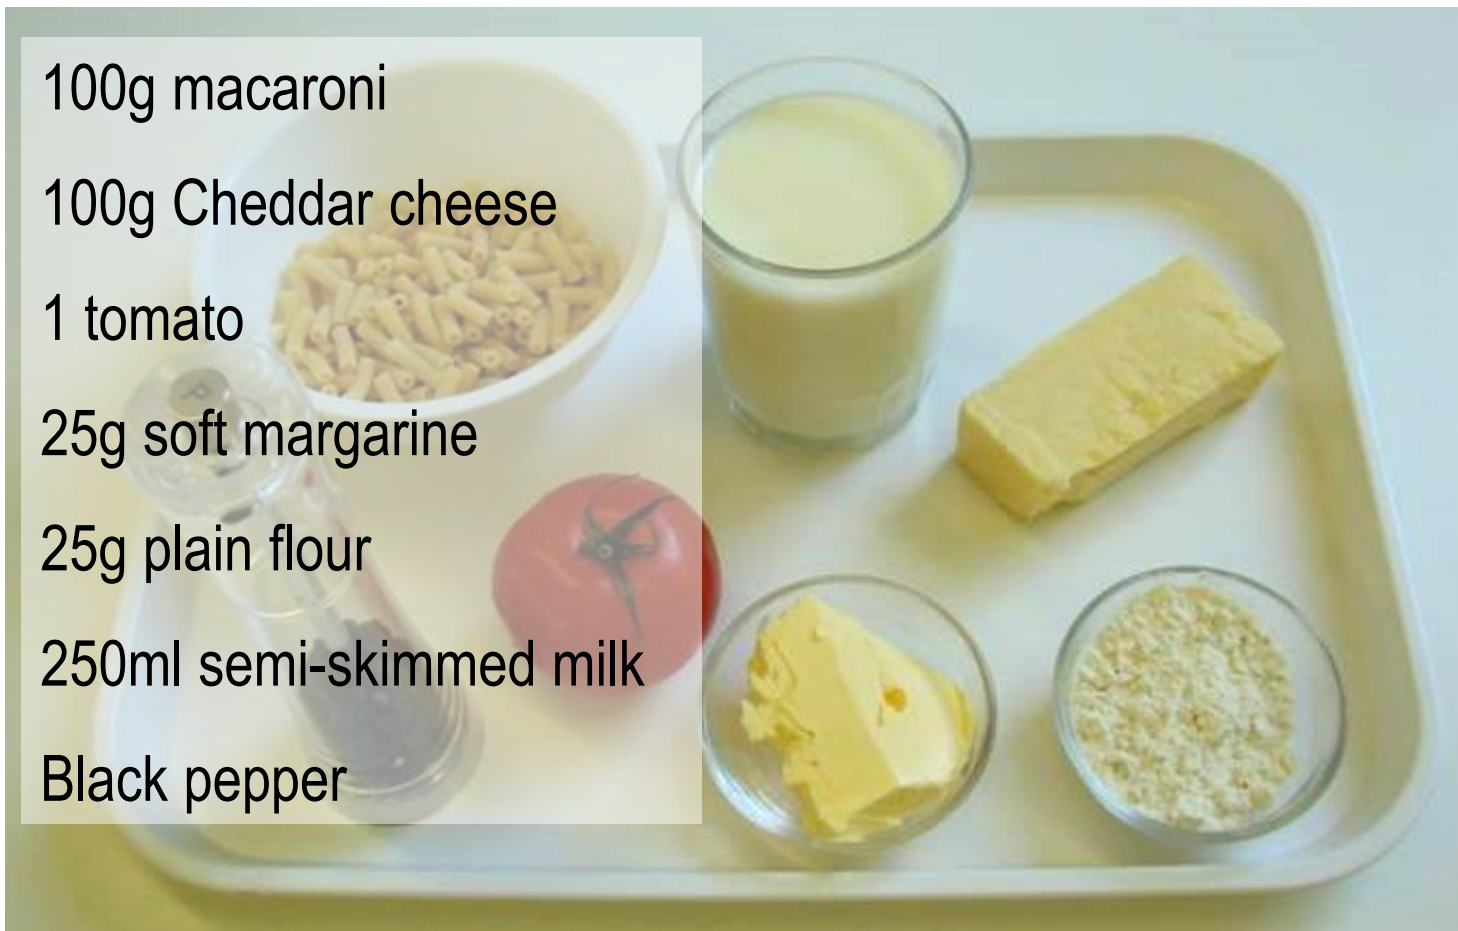 100g macaroni
100g Cheddar cheese
1 tomato
25g soft margarine
25g plain flour
250ml semi-skimmed milk
Black pepper